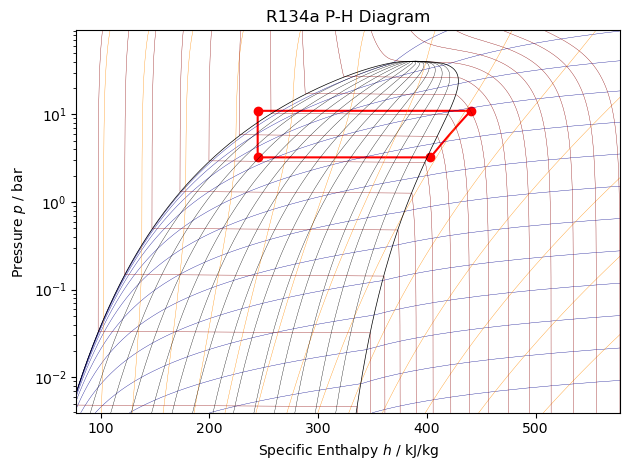 R134a P-H Diagram
Pressure p / bar
10¹
10⁰
10⁻¹
10⁻²
100 200 300 400 500
Specific Enthalpy h / kJ/kg